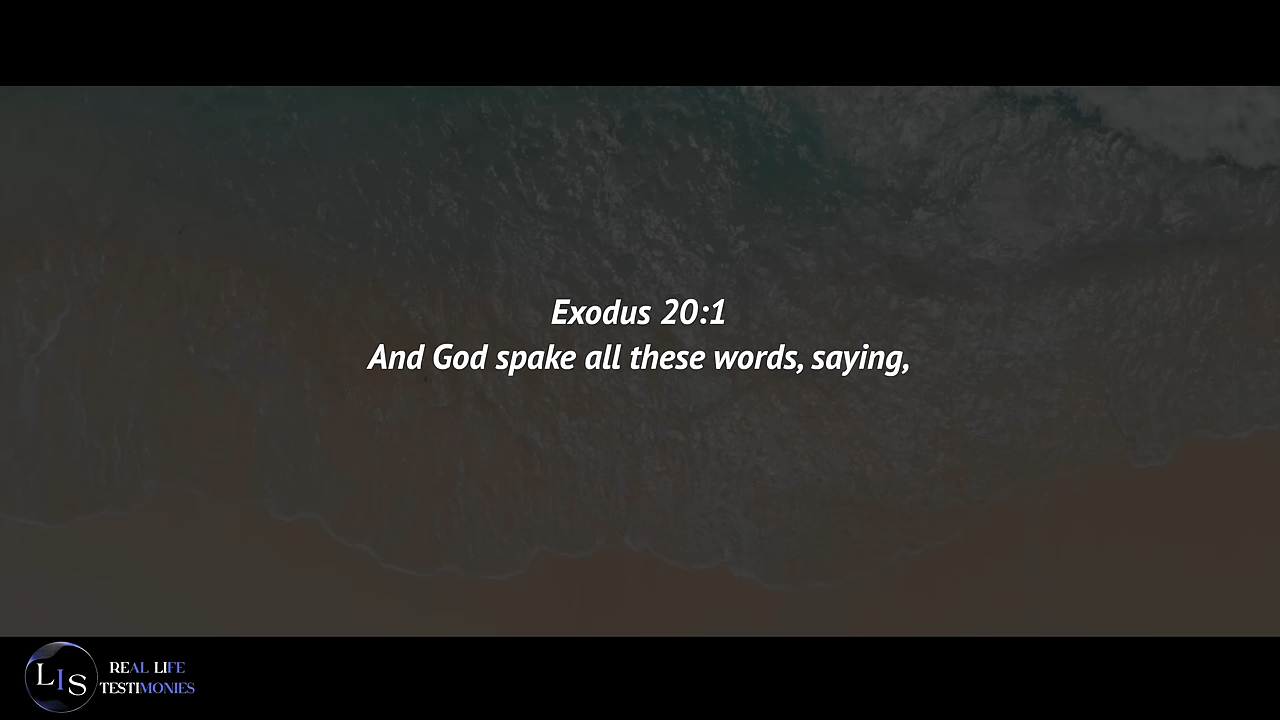 Exodus 20:1
And God spake all these words, saying,
LIS
REAL LIFE
TESTIMONIES